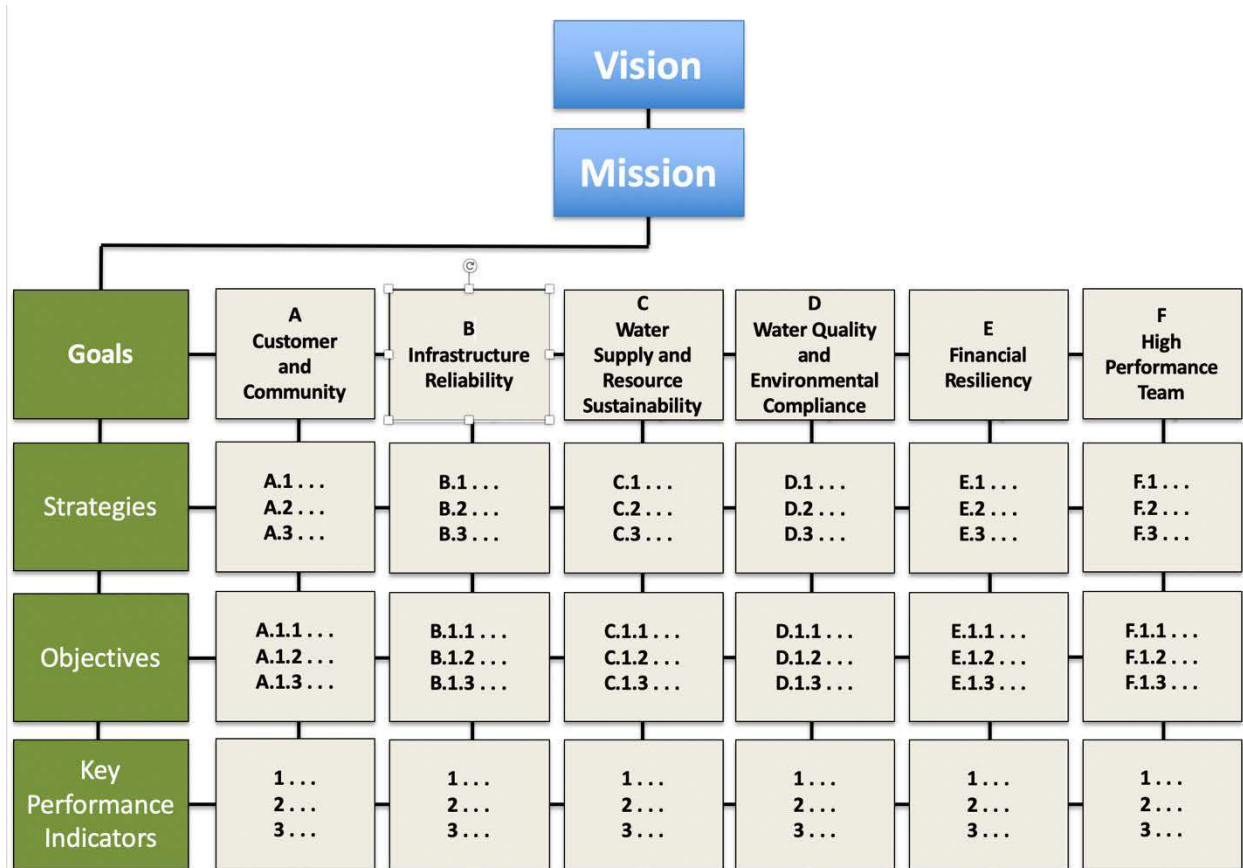 Vision
Mission
Goals
A
Customer
and
Community
B
Infrastructure
Reliability
C
Water
Supply and
Resource
Sustainability
D
Water Quality
and
Environmental
Compliance
E
Financial
Resiliency
F
High
Performance
Team
Strategies
A.1 . . .
A.2 . . .
A.3 . . .
B.1 . . .
B.2 . . .
B.3 . . .
C.1 . . .
C.2 . . .
C.3 . . .
D.1 . . .
D.2 . . .
D.3 . . .
E.1 . . .
E.2 . . .
E.3 . . .
F.1 . . .
F.2 . . .
F.3 . . .
Objectives
A.1.1 . . .
A.1.2 . . .
A.1.3 . . .
B.1.1 . . .
B.1.2 . . .
B.1.3 . . .
C.1.1 . . .
C.1.2 . . .
C.1.3 . . .
D.1.1 . . .
D.1.2 . . .
D.1.3 . . .
E.1.1 . . .
E.1.2 . . .
E.1.3 . . .
F.1.1 . . .
F.1.2 . . .
F.1.3 . . .
Key
Performance
Indicators
1 . . .
2 . . .
3 . . .
1 . . .
2 . . .
3 . . .
1 . . .
2 . . .
3 . . .
1 . . .
2 . . .
3 . . .
1 . . .
2 . . .
3 . . .
1 . . .
2 . . .
3 . . .